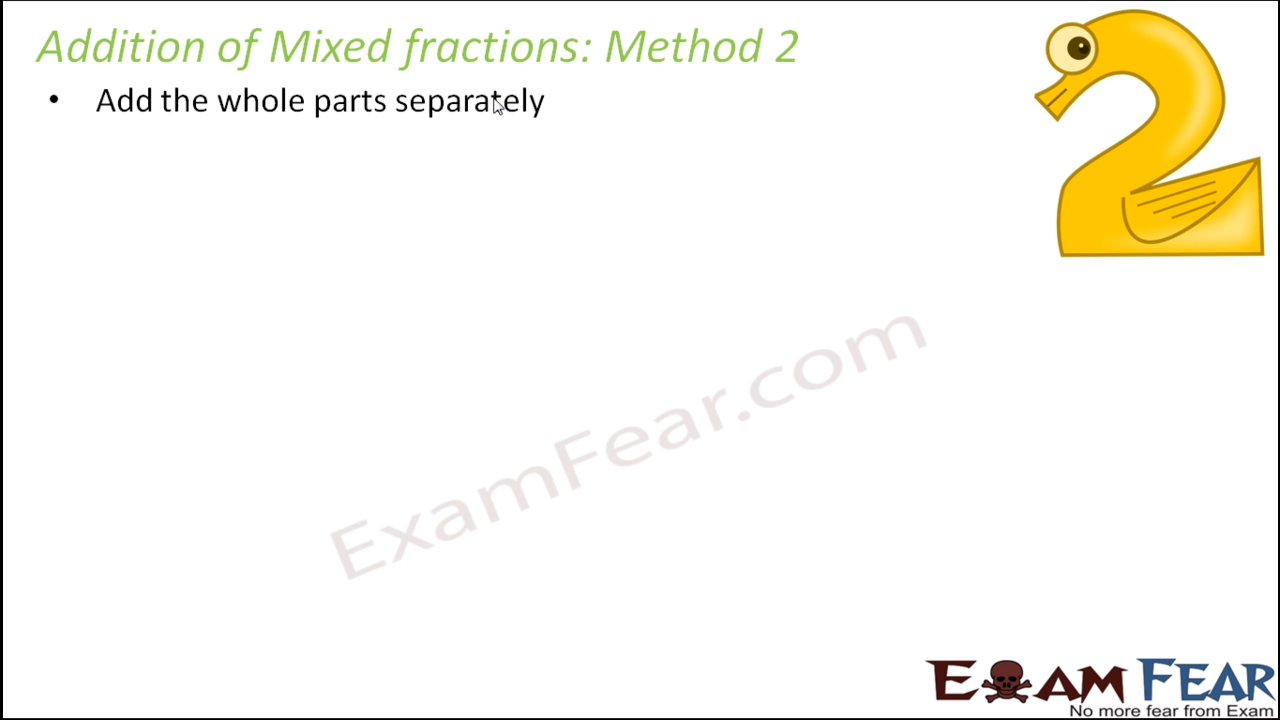 Addition of Mixed fractions: Method 2
• Add the whole parts separately
ExamFear.com
EXAM FEAR
No more fear from Exam